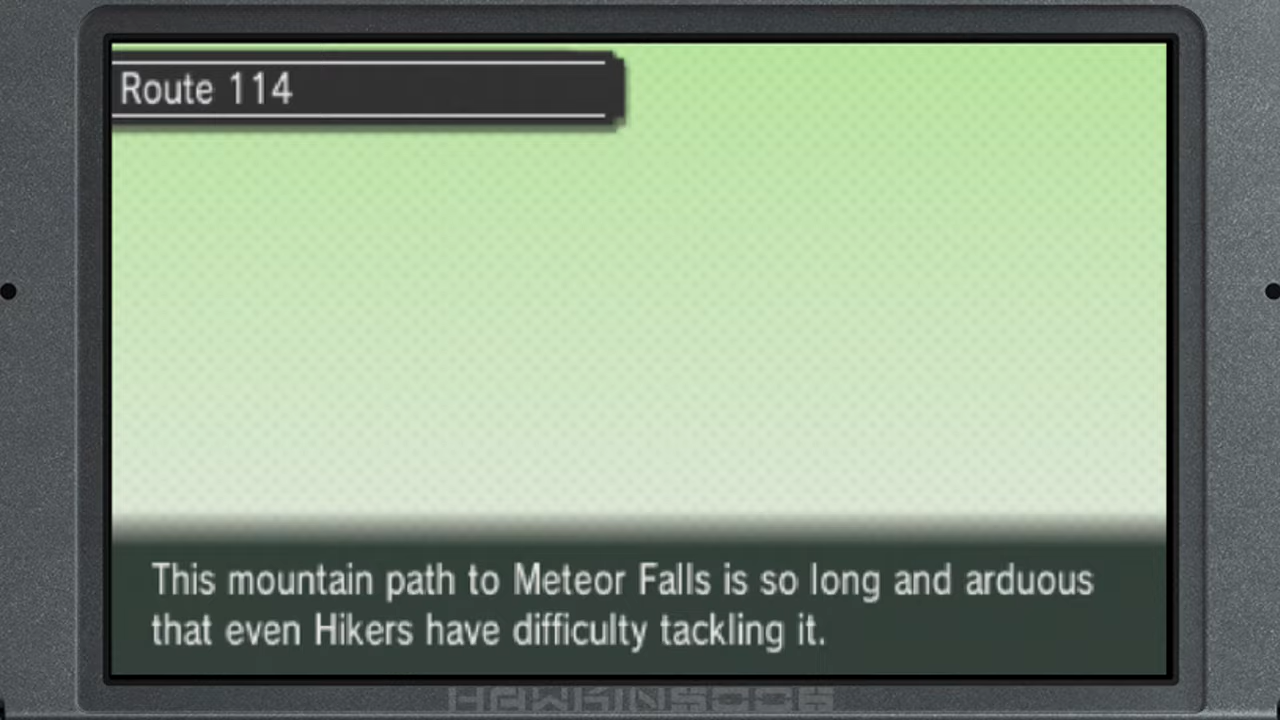 Route 114
This mountain path to Meteor Falls is so long and arduous
that even Hikers have difficulty tackling it.